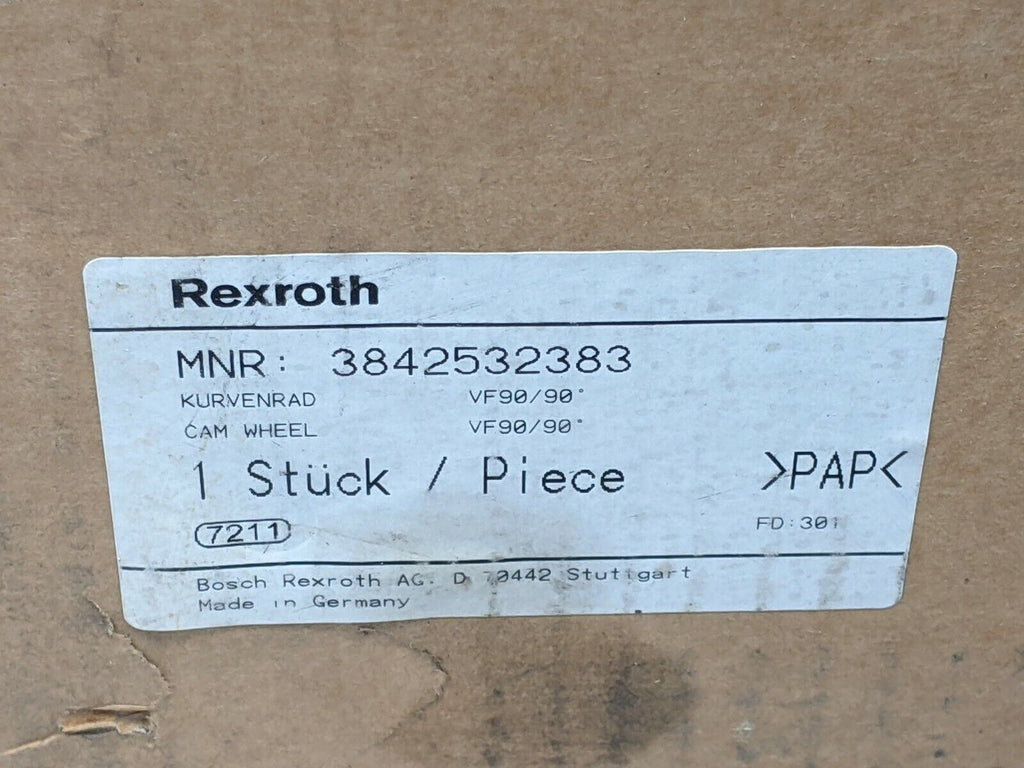 Rexroth
MNR: 3842532383
KURVENRAD VF90/90°
CAM WHEEL VF90/90°
1 Stück / Piece >PAP<
7211 FD:301
Bosch Rexroth AG. D 70442 Stuttgart
Made in Germany